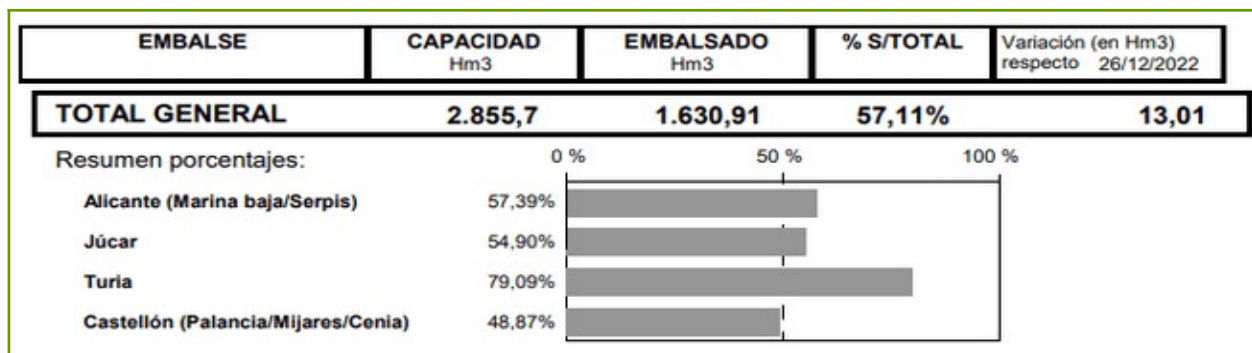 EMBALSE CAPACIDAD EMBALSADO % S/TOTAL Variación (en Hm3)
Hm3 Hm3 respecto 26/12/2022
TOTAL GENERAL 2.855,7 1.630,91 57,11% 13,01
Resumen porcentajes: 0 % 50 % 100 %
Alicante (Marina baja/Serpis) 57,39%
Júcar 54,90%
Turia 79,09%
Castellón (Palancia/Mijares/Cenia) 48,87%